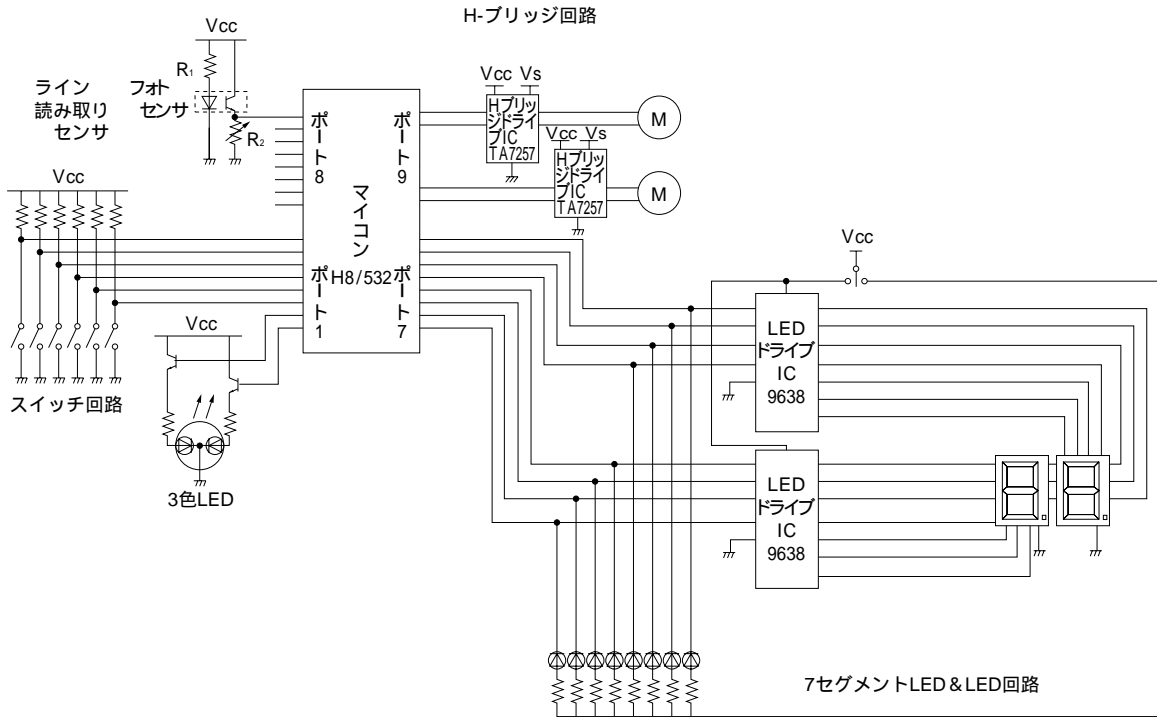 H-ブリッジ回路
Vcc
R1
ライン
読み取り
センサ
フォト
センサ
R2
Vcc Vs
Hブリッ
ジドライ
ブIC
TA7257
M
Vcc Vs
Hブリッ
ジドライ
ブIC
TA7257
M
ポート8
ポート9
マイコン
H8/532
ポート1
ポート7
Vcc
スイッチ回路
Vcc
3色LED
Vcc
LED
ドライブ
IC
9638
LED
ドライブ
IC
9638
7セグメントLED&LED回路